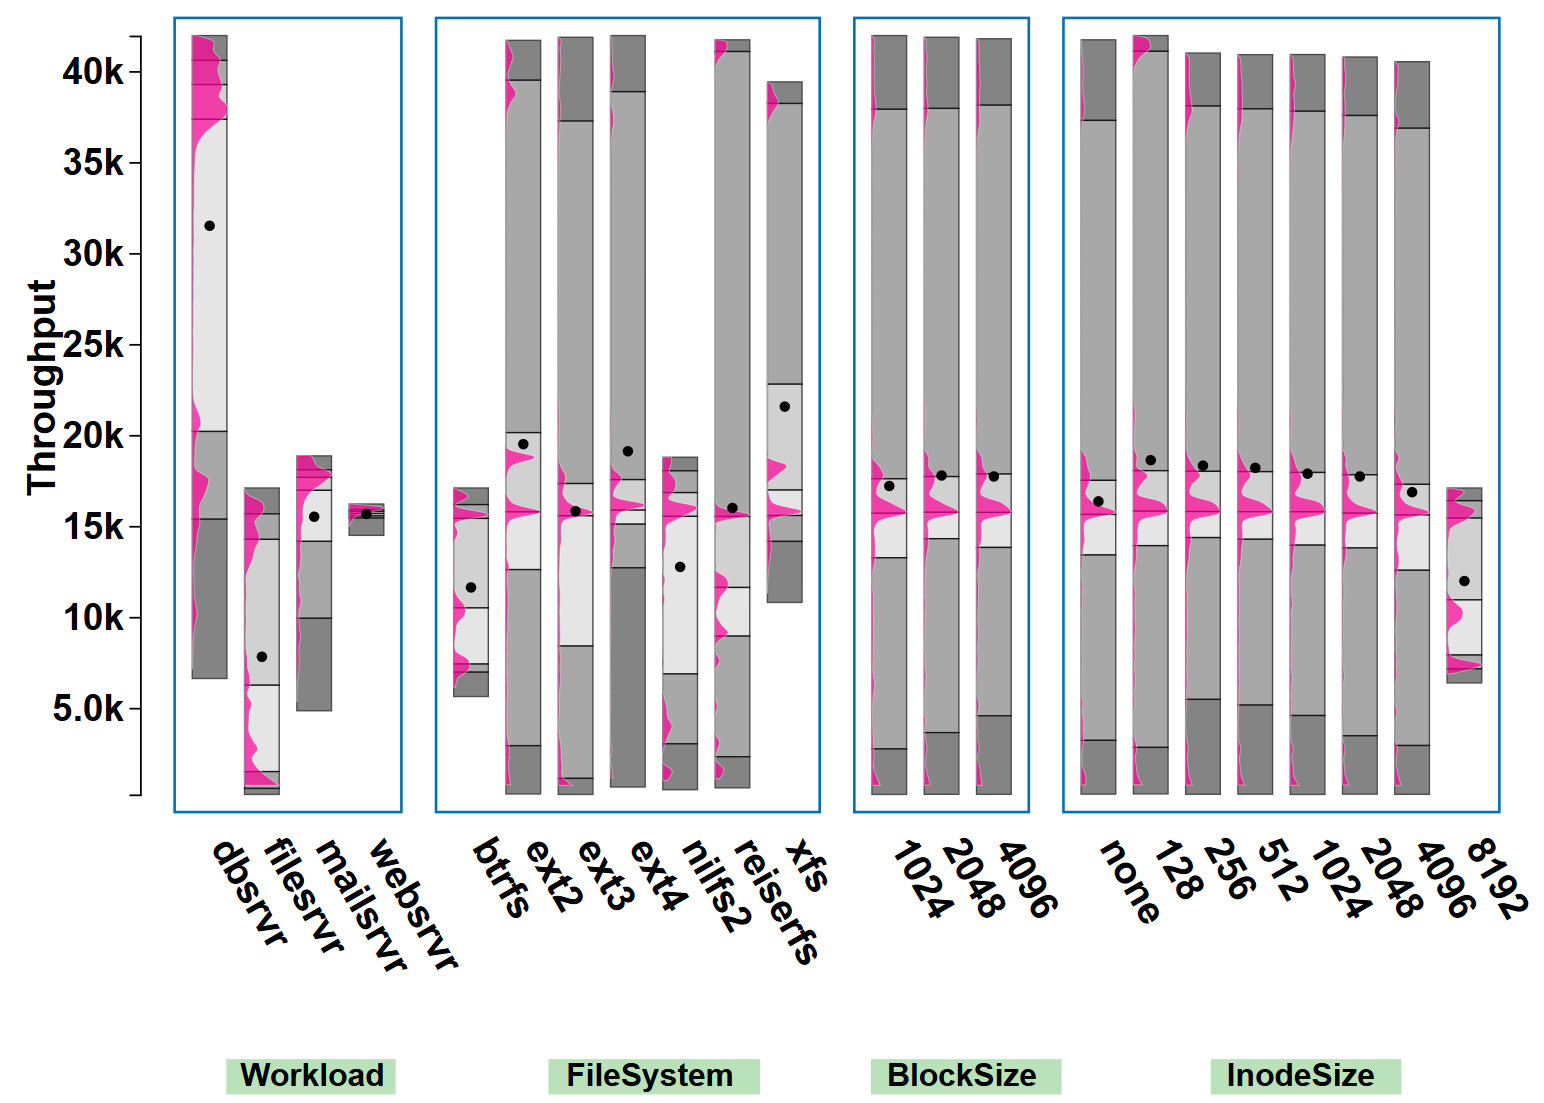 Throughput
40k
35k
30k
25k
20k
15k
10k
5.0k
dbsrvr
filesrvr
mailsrvr
websrvr
btrfs
ext2
ext3
ext4
nilfs2
reiserfs
xfs
1024
2048
4096
none
128
256
512
1024
2048
4096
8192
Workload
FileSystem
BlockSize
InodeSize